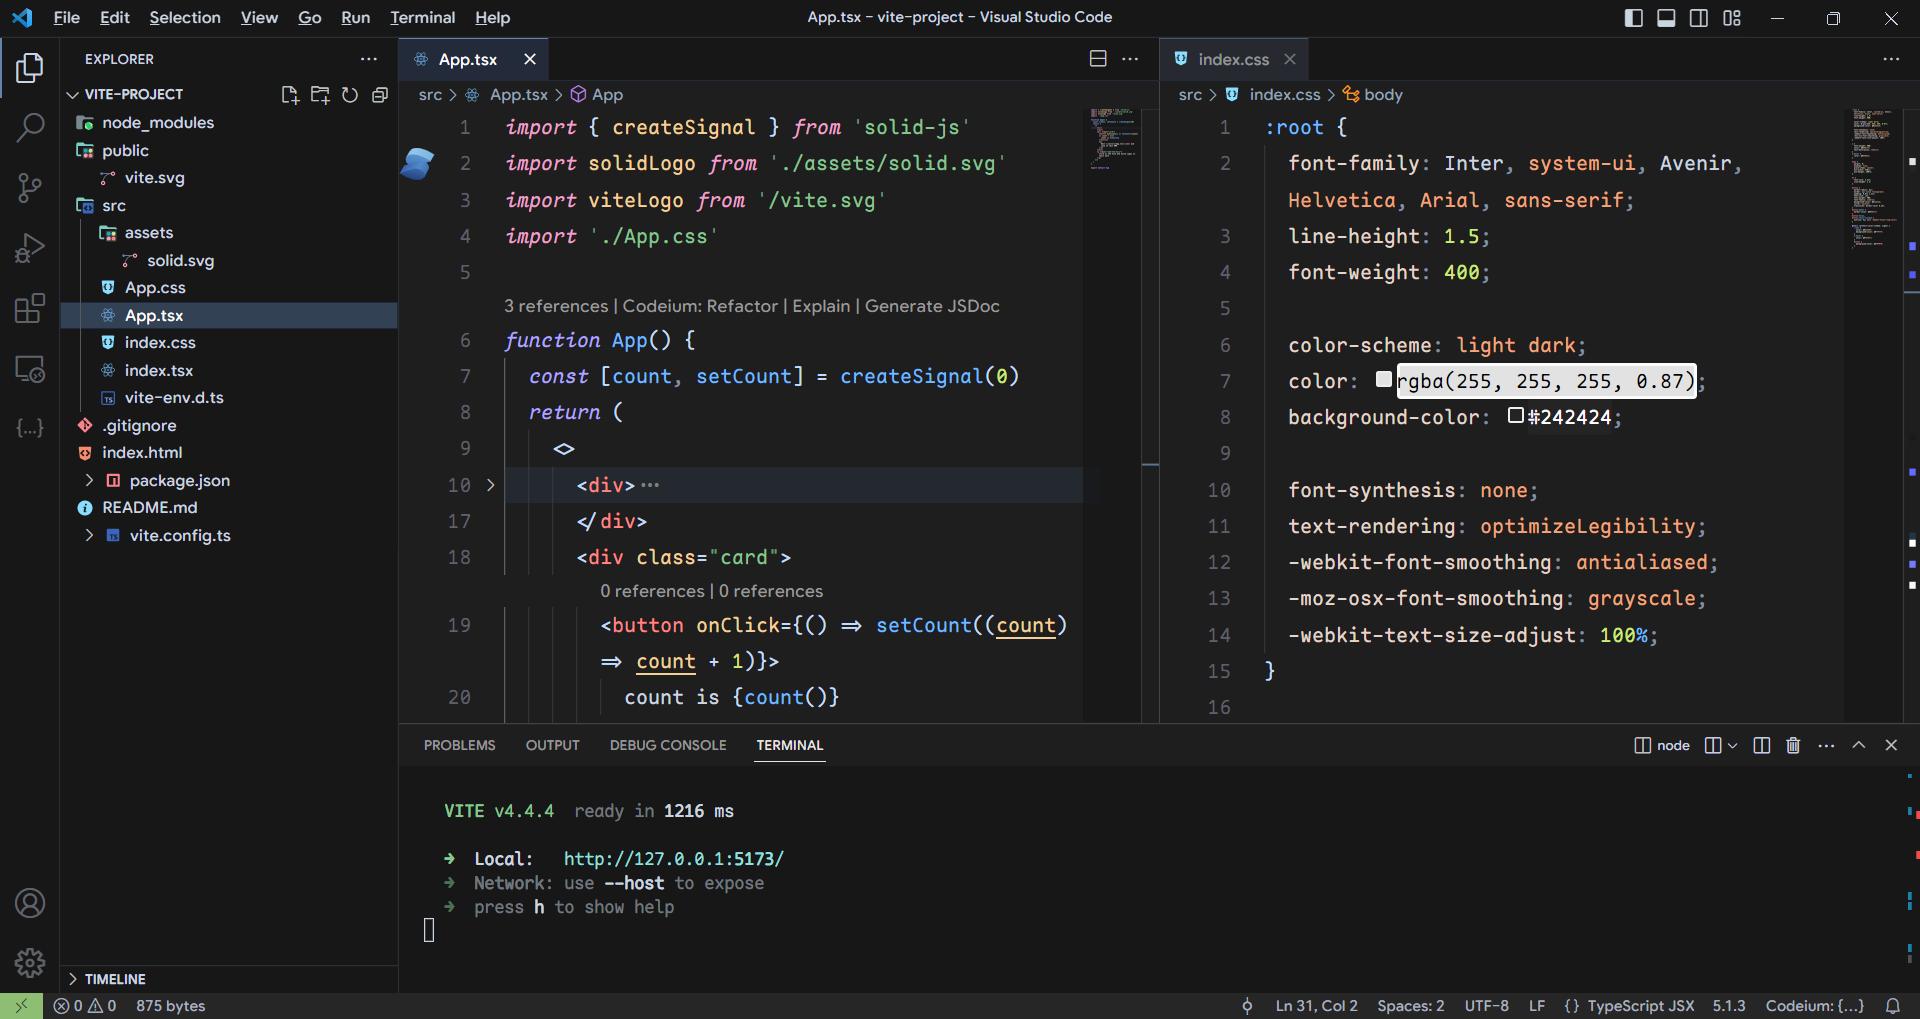 File Edit Selection View Go Run Terminal Help
App.tsx - vite-project - Visual Studio Code
EXPLORER
VITE-PROJECT
node_modules
public
vite.svg
src
assets
solid.svg
App.css
App.tsx
index.css
index.tsx
TS vite-env.d.ts
.gitignore
index.html
package.json
README.md
TS vite.config.ts
TIMELINE
App.tsx
src > App.tsx > App
1 import { createSignal } from 'solid-js'
2 import solidLogo from './assets/solid.svg'
3 import viteLogo from '/vite.svg'
4 import './App.css'
5
3 references | Codeium: Refactor | Explain | Generate JSDoc
6 function App() {
7 const [count, setCount] = createSignal(0)
8 return (
9 <>
10 <div>···
17 </div>
18 <div class="card">
0 references | 0 references
19 <button onClick={() => setCount((count)
=> count + 1)}>
20 count is {count()}
index.css
src > index.css > body
1 :root {
2 font-family: Inter, system-ui, Avenir,
Helvetica, Arial, sans-serif;
3 line-height: 1.5;
4 font-weight: 400;
5
6 color-scheme: light dark;
7 color: rgba(255, 255, 255, 0.87);
8 background-color: #242424;
9
10 font-synthesis: none;
11 text-rendering: optimizeLegibility;
12 -webkit-font-smoothing: antialiased;
13 -moz-osx-font-smoothing: grayscale;
14 -webkit-text-size-adjust: 100%;
15 }
16
PROBLEMS OUTPUT DEBUG CONSOLE TERMINAL
node
VITE v4.4.4 ready in 1216 ms
➜ Local: http://127.0.0.1:5173/
➜ Network: use --host to expose
➜ press h to show help
0 0 875 bytes
Ln 31, Col 2 Spaces: 2 UTF-8 LF {} TypeScript JSX 5.1.3 Codeium: {...}